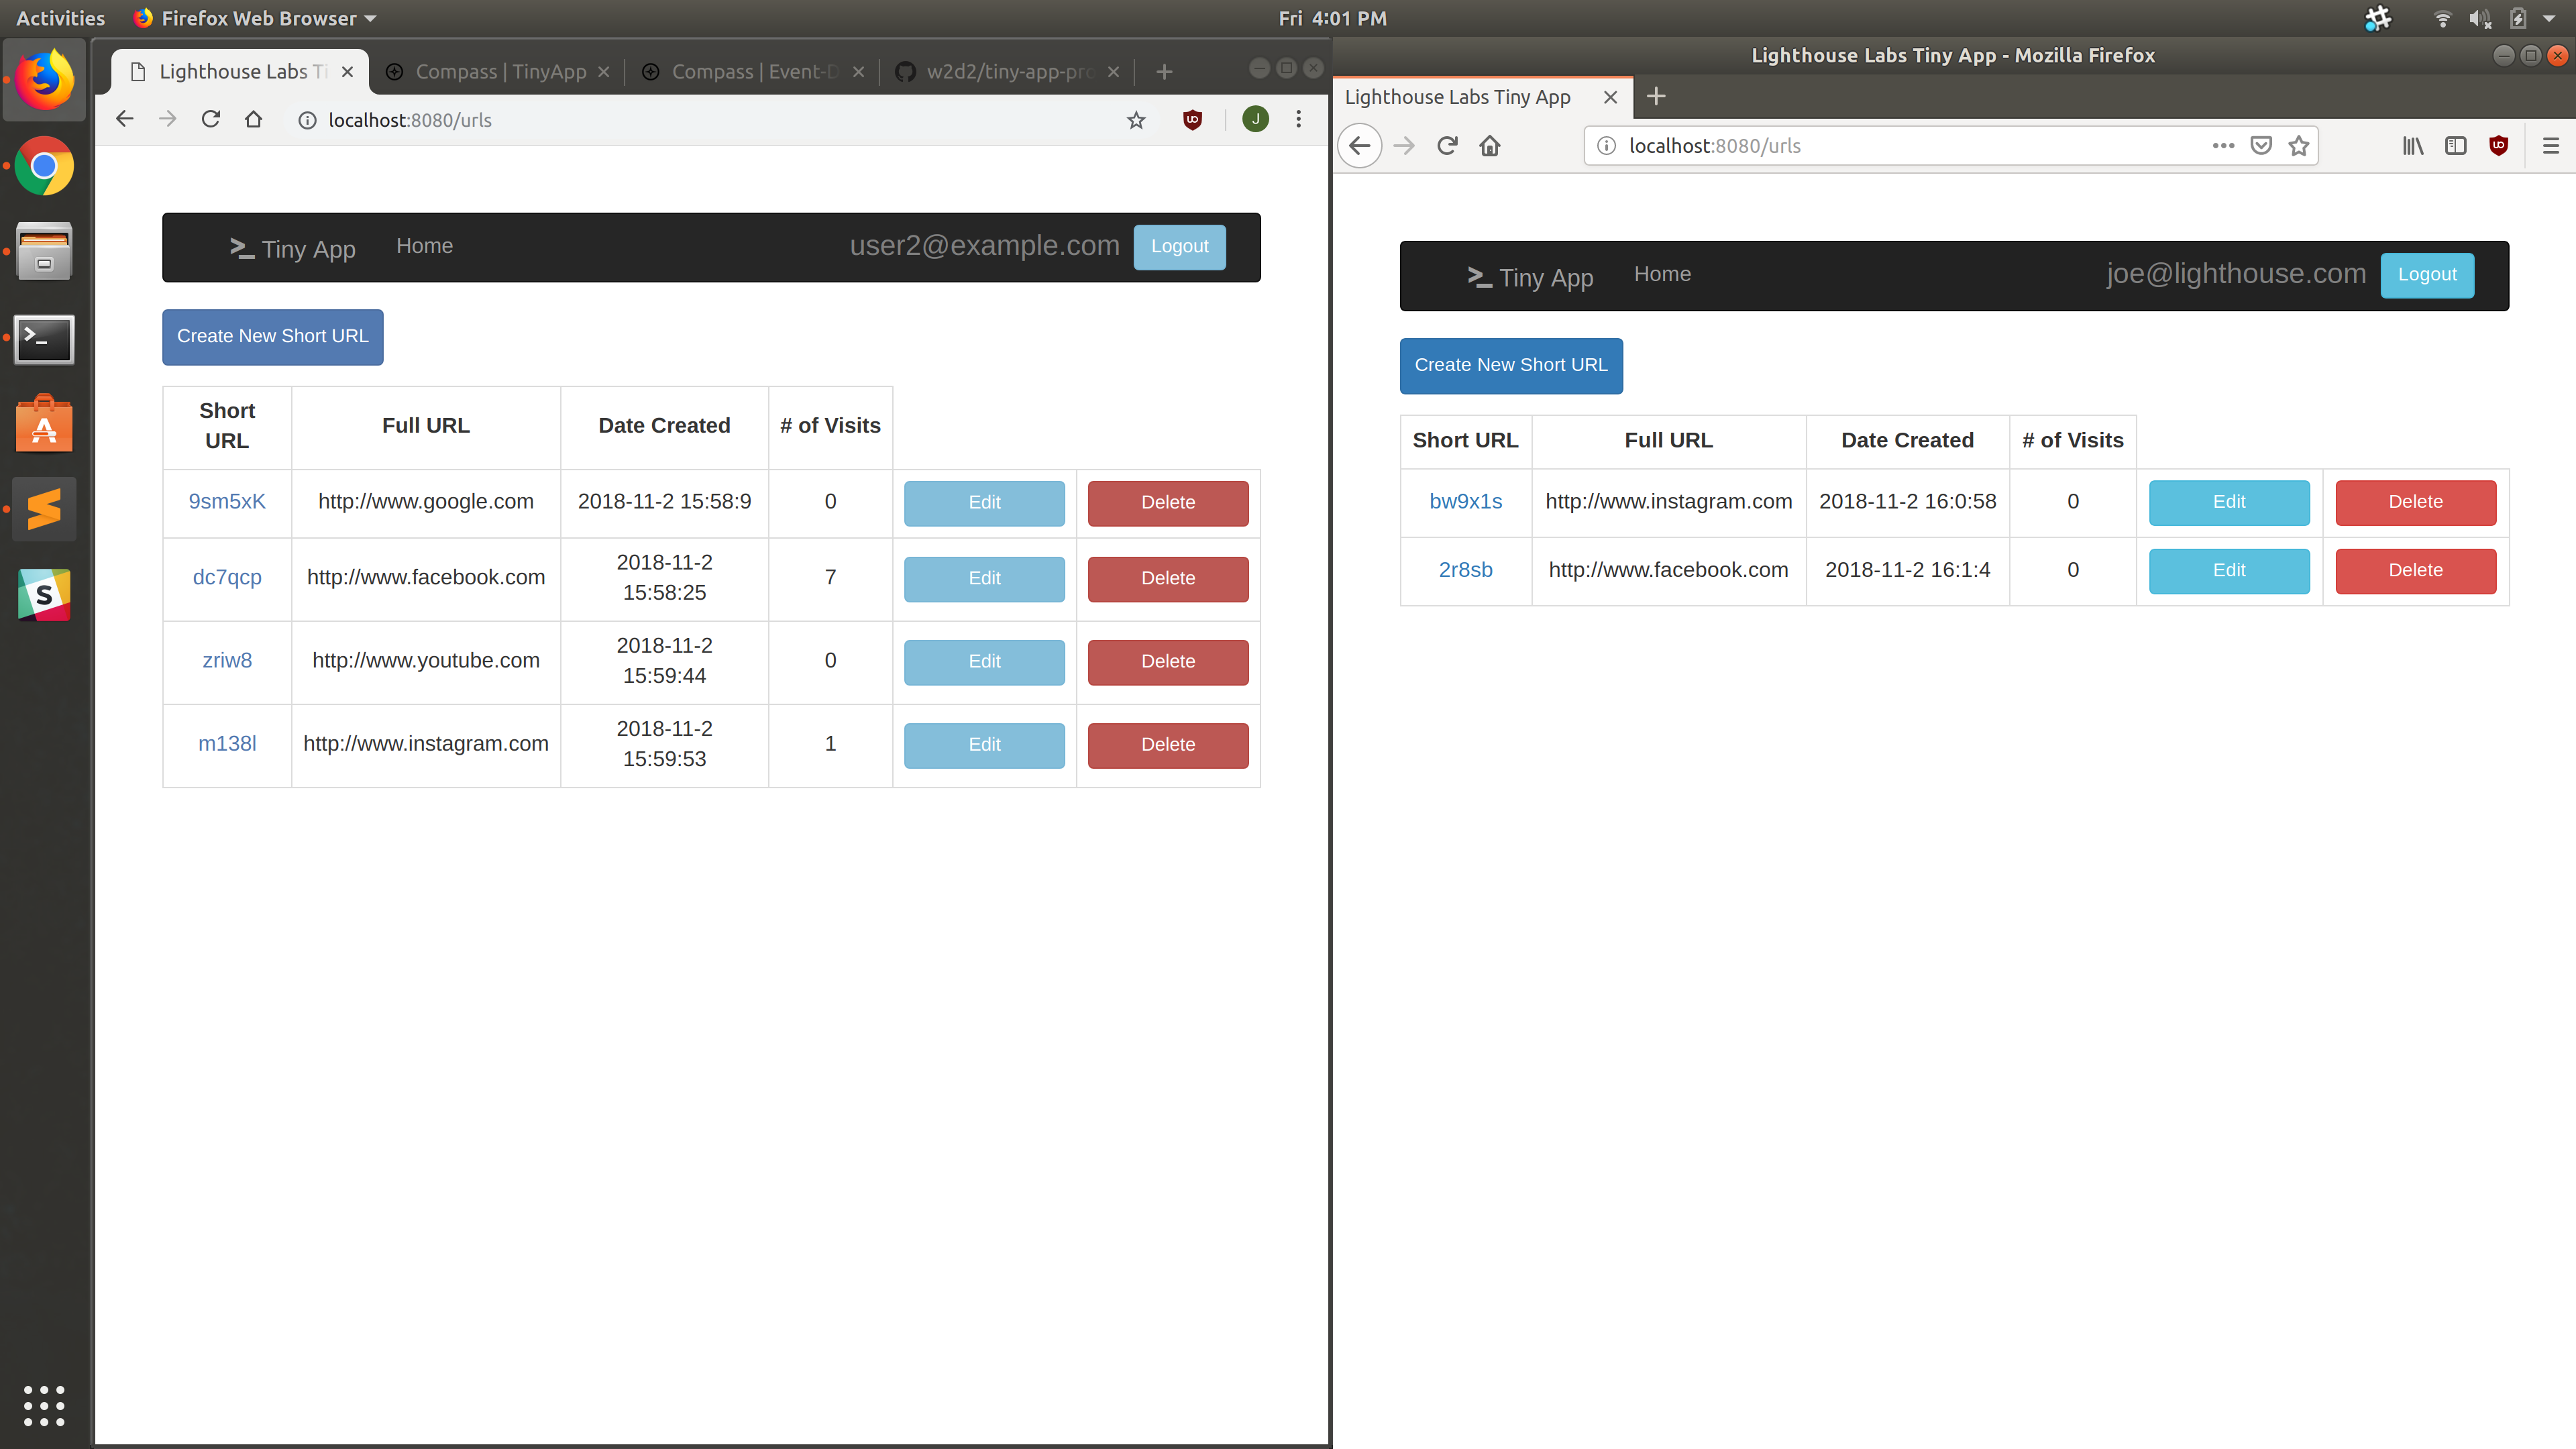 Activities Firefox Web Browser Fri 4:01 PM
Lighthouse Labs Ti Compass | TinyApp Compass | Event-D w2d2/tiny-app-pro
localhost:8080/urls J
Tiny App Home user2@example.com Logout
Create New Short URL
Short URL Full URL Date Created # of Visits
9sm5xK http://www.google.com 2018-11-2 15:58:9 0 Edit Delete
dc7qcp http://www.facebook.com 2018-11-2 15:58:25 7 Edit Delete
zriw8 http://www.youtube.com 2018-11-2 15:59:44 0 Edit Delete
m138l http://www.instagram.com 2018-11-2 15:59:53 1 Edit Delete
Lighthouse Labs Tiny App - Mozilla Firefox
Lighthouse Labs Tiny App
localhost:8080/urls
Tiny App Home joe@lighthouse.com Logout
Create New Short URL
Short URL Full URL Date Created # of Visits
bw9x1s http://www.instagram.com 2018-11-2 16:0:58 0 Edit Delete
2r8sb http://www.facebook.com 2018-11-2 16:1:4 0 Edit Delete